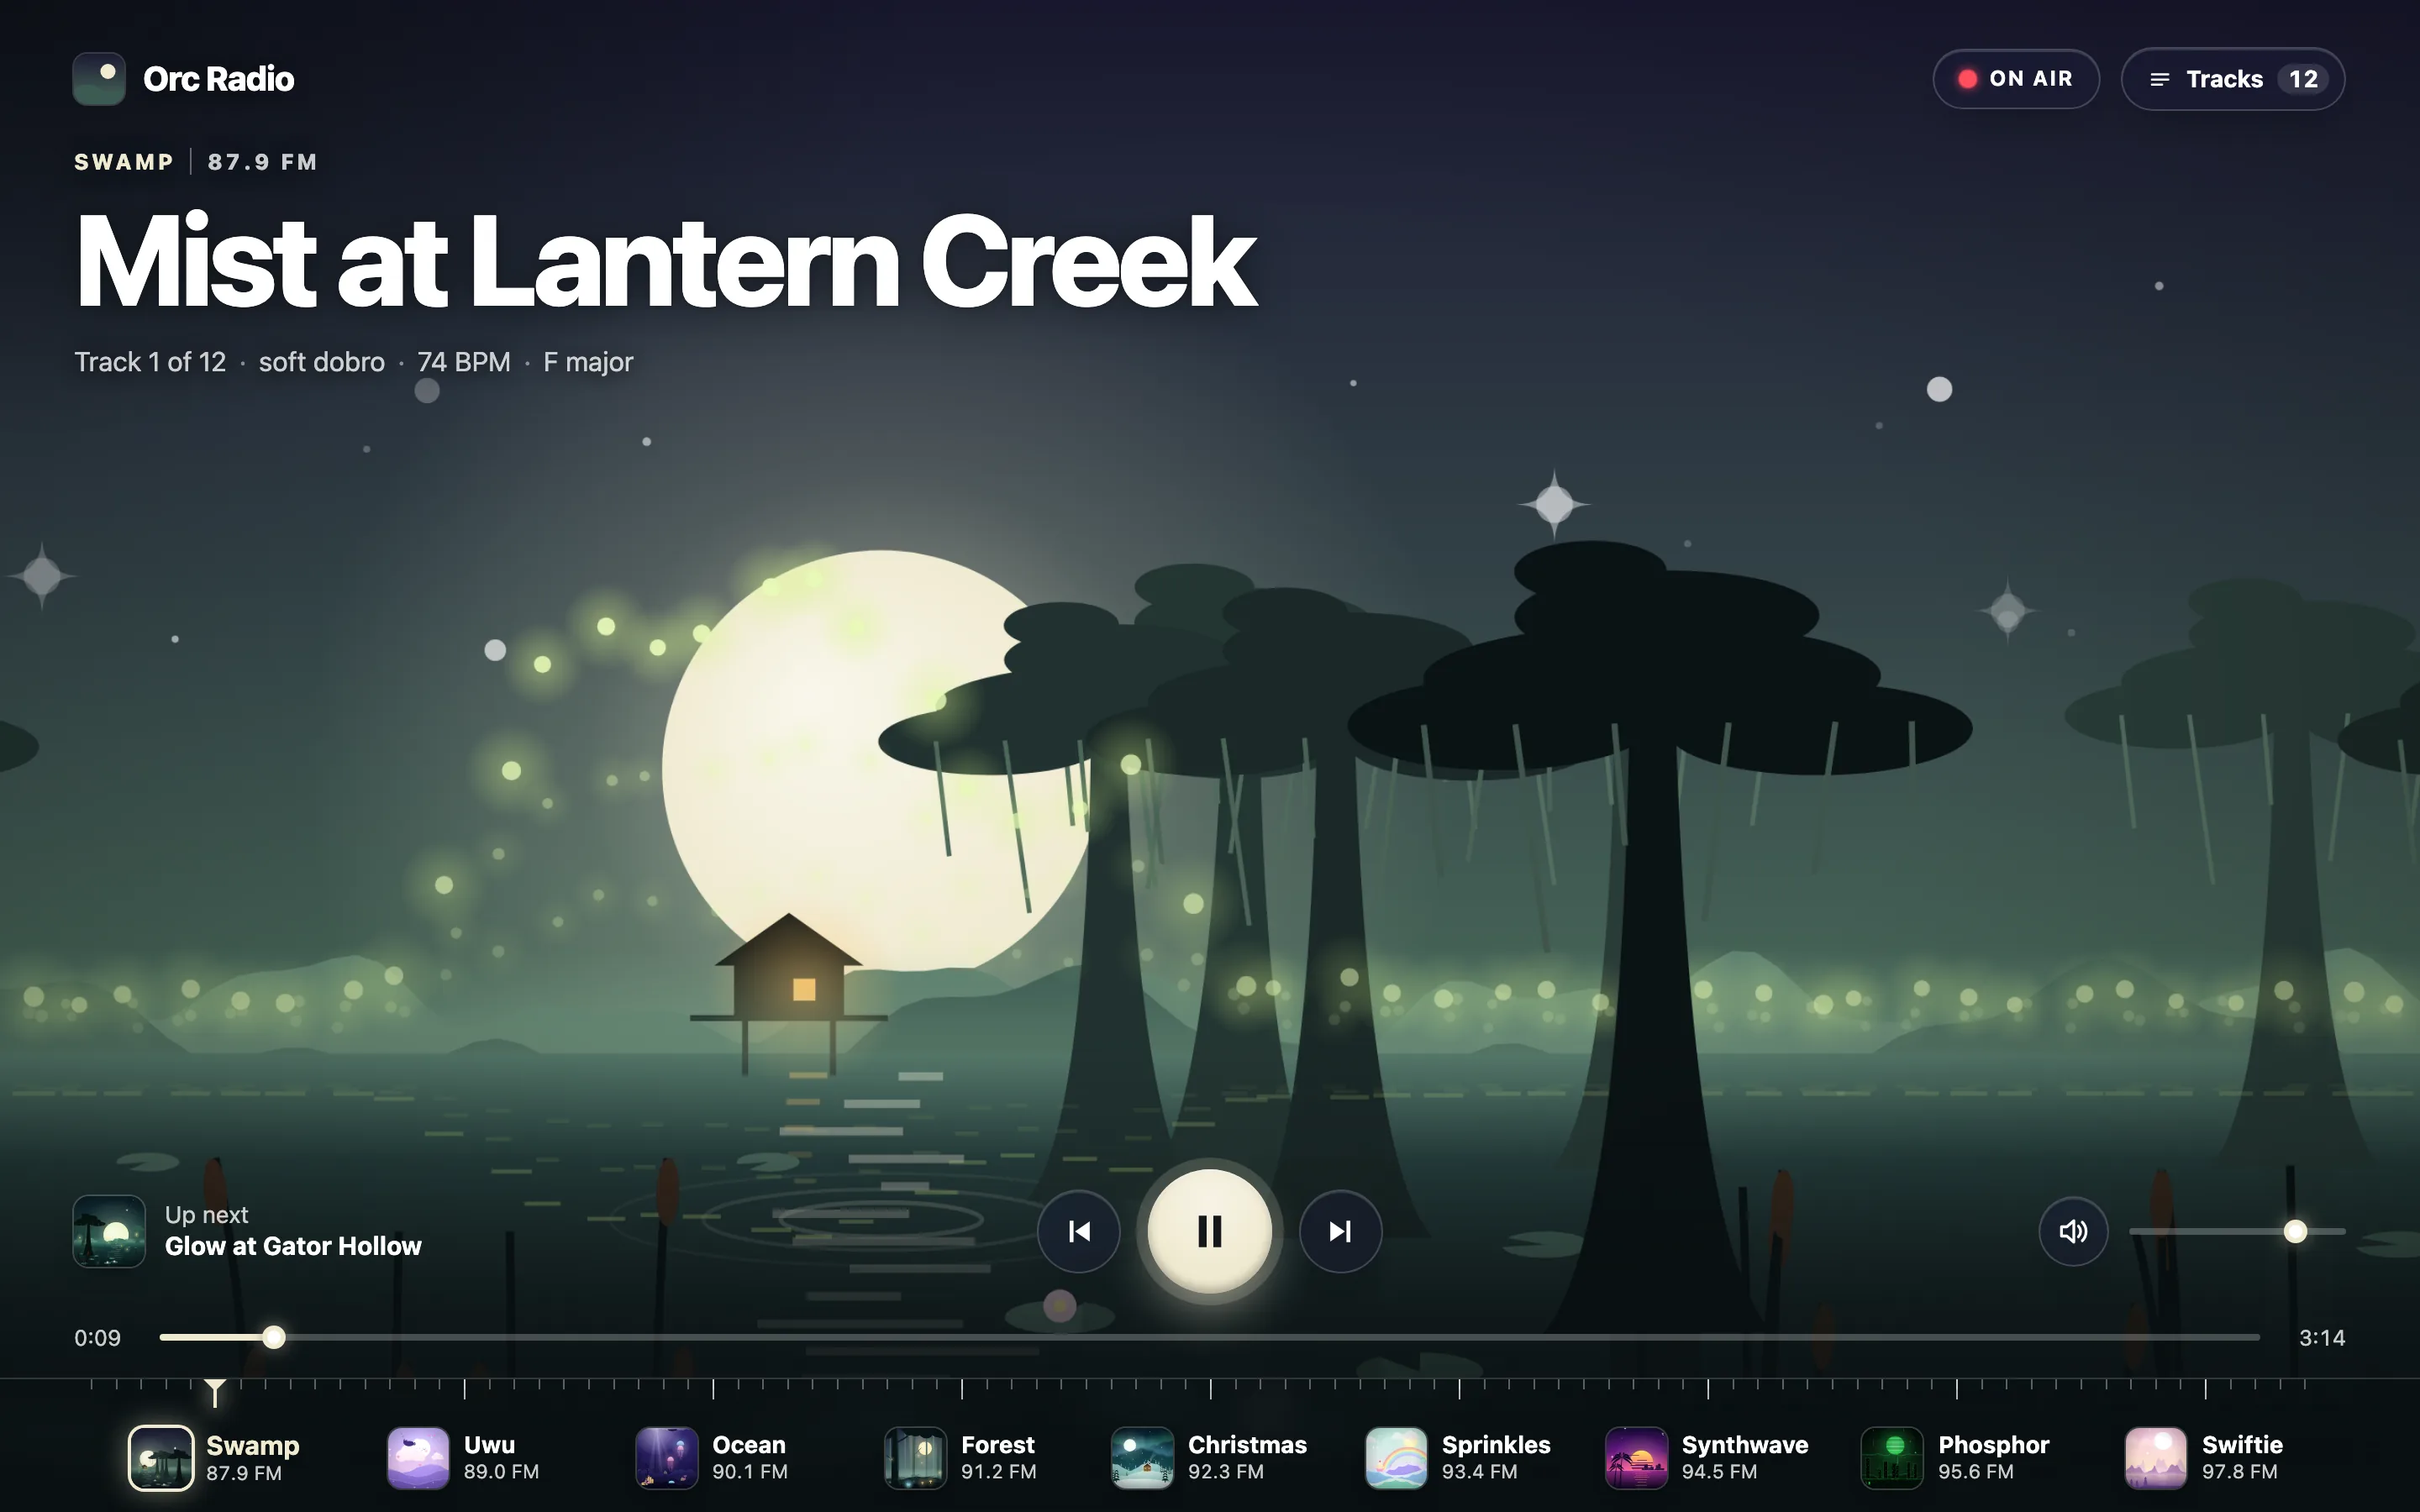 Orc Radio
ON AIR
Tracks 12
SWAMP | 87.9 FM
Mist at Lantern Creek
Track 1 of 12 · soft dobro · 74 BPM · F major
Up next
Glow at Gator Hollow
0:09
3:14
Swamp
87.9 FM
Uwu
89.0 FM
Ocean
90.1 FM
Forest
91.2 FM
Christmas
92.3 FM
Sprinkles
93.4 FM
Synthwave
94.5 FM
Phosphor
95.6 FM
Swiftie
97.8 FM